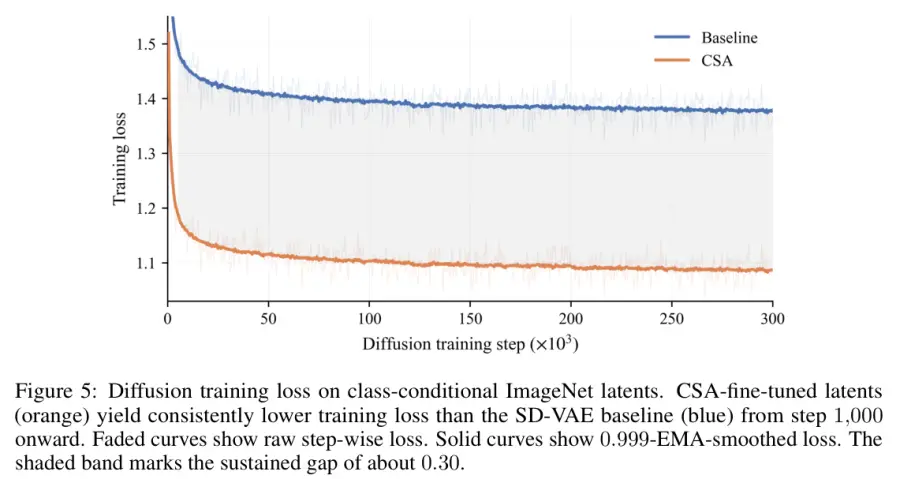 1.5
1.4
1.3
1.2
1.1
Training loss
Baseline
CSA
0 50 100 150 200 250 300
Diffusion training step (×10³)
Figure 5: Diffusion training loss on class-conditional ImageNet latents. CSA-fine-tuned latents
(orange) yield consistently lower training loss than the SD-VAE baseline (blue) from step 1,000
onward. Faded curves show raw step-wise loss. Solid curves show 0.999-EMA-smoothed loss. The
shaded band marks the sustained gap of about 0.30.